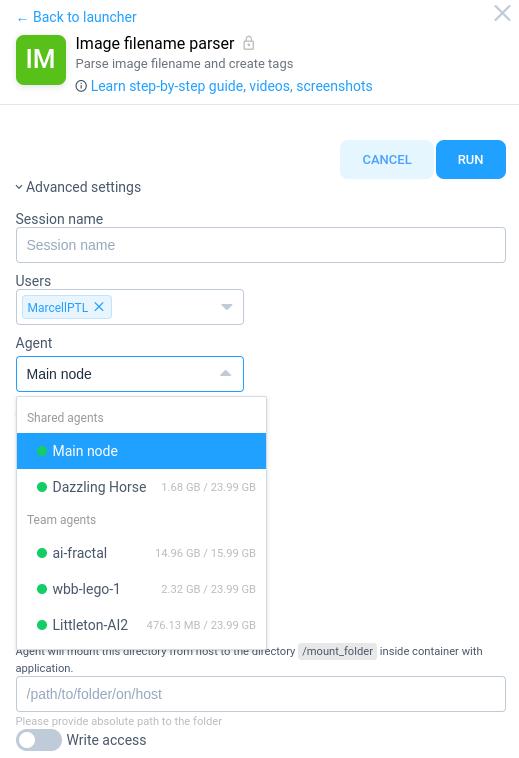 ← Back to launcher
IM
Image filename parser
Parse image filename and create tags
Learn step-by-step guide, videos, screenshots
CANCEL
RUN
Advanced settings
Session name
Session name
Users
MarcellPTL
Agent
Main node
Shared agents
Main node
Dazzling Horse 1.68 GB / 23.99 GB
Team agents
ai-fractal 14.96 GB / 15.99 GB
wbb-lego-1 2.32 GB / 23.99 GB
Littleton-AI2 476.13 MB / 23.99 GB
Agent will mount this directory from host to the directory /mount_folder inside container with
application.
/path/to/folder/on/host
Please provide absolute path to the folder
Write access